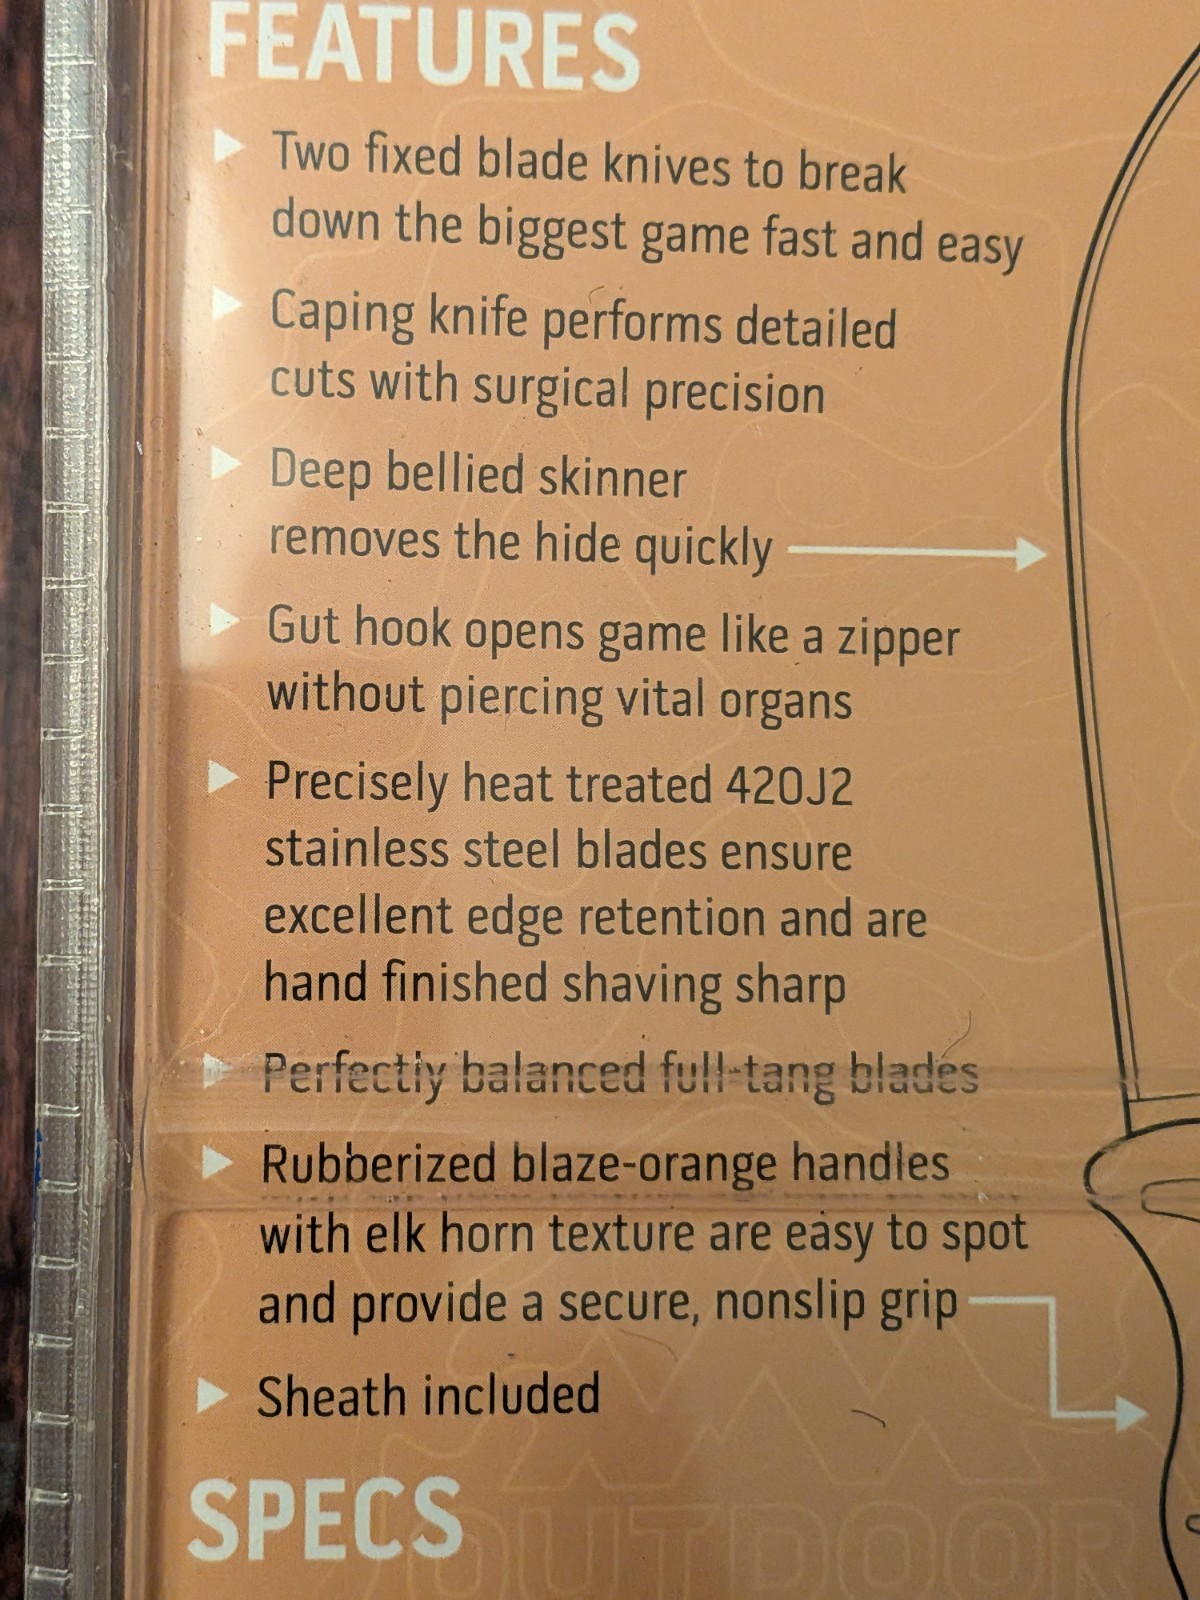 FEATURES
Two fixed blade knives to break
down the biggest game fast and easy
Caping knife performs detailed
cuts with surgical precision
Deep bellied skinner
removes the hide quickly
Gut hook opens game like a zipper
without piercing vital organs
Precisely heat treated 420J2
stainless steel blades ensure
excellent edge retention and are
hand finished shaving sharp
Perfectly balanced full-tang blades
Rubberized blaze-orange handles
with elk horn texture are easy to spot
and provide a secure, nonslip grip
Sheath included
SPECS
OUTDOOR